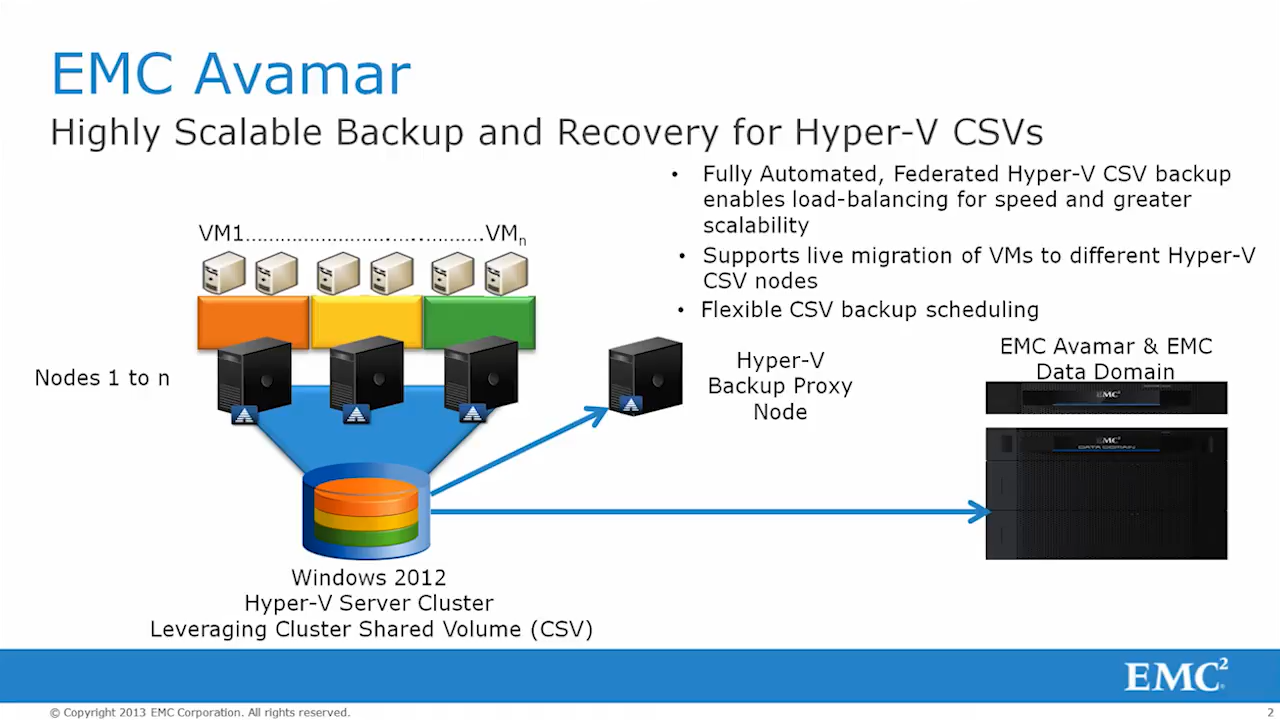 EMC Avamar
Highly Scalable Backup and Recovery for Hyper-V CSVs
• Fully Automated, Federated Hyper-V CSV backup
enables load-balancing for speed and greater
scalability
• Supports live migration of VMs to different Hyper-V
CSV nodes
• Flexible CSV backup scheduling
VM1..................................VMn
Nodes 1 to n
Hyper-V
Backup Proxy
Node
EMC Avamar & EMC
Data Domain
EMC²
EMC²
DATA DOMAIN
Windows 2012
Hyper-V Server Cluster
Leveraging Cluster Shared Volume (CSV)
EMC²
© Copyright 2013 EMC Corporation. All rights reserved.
2